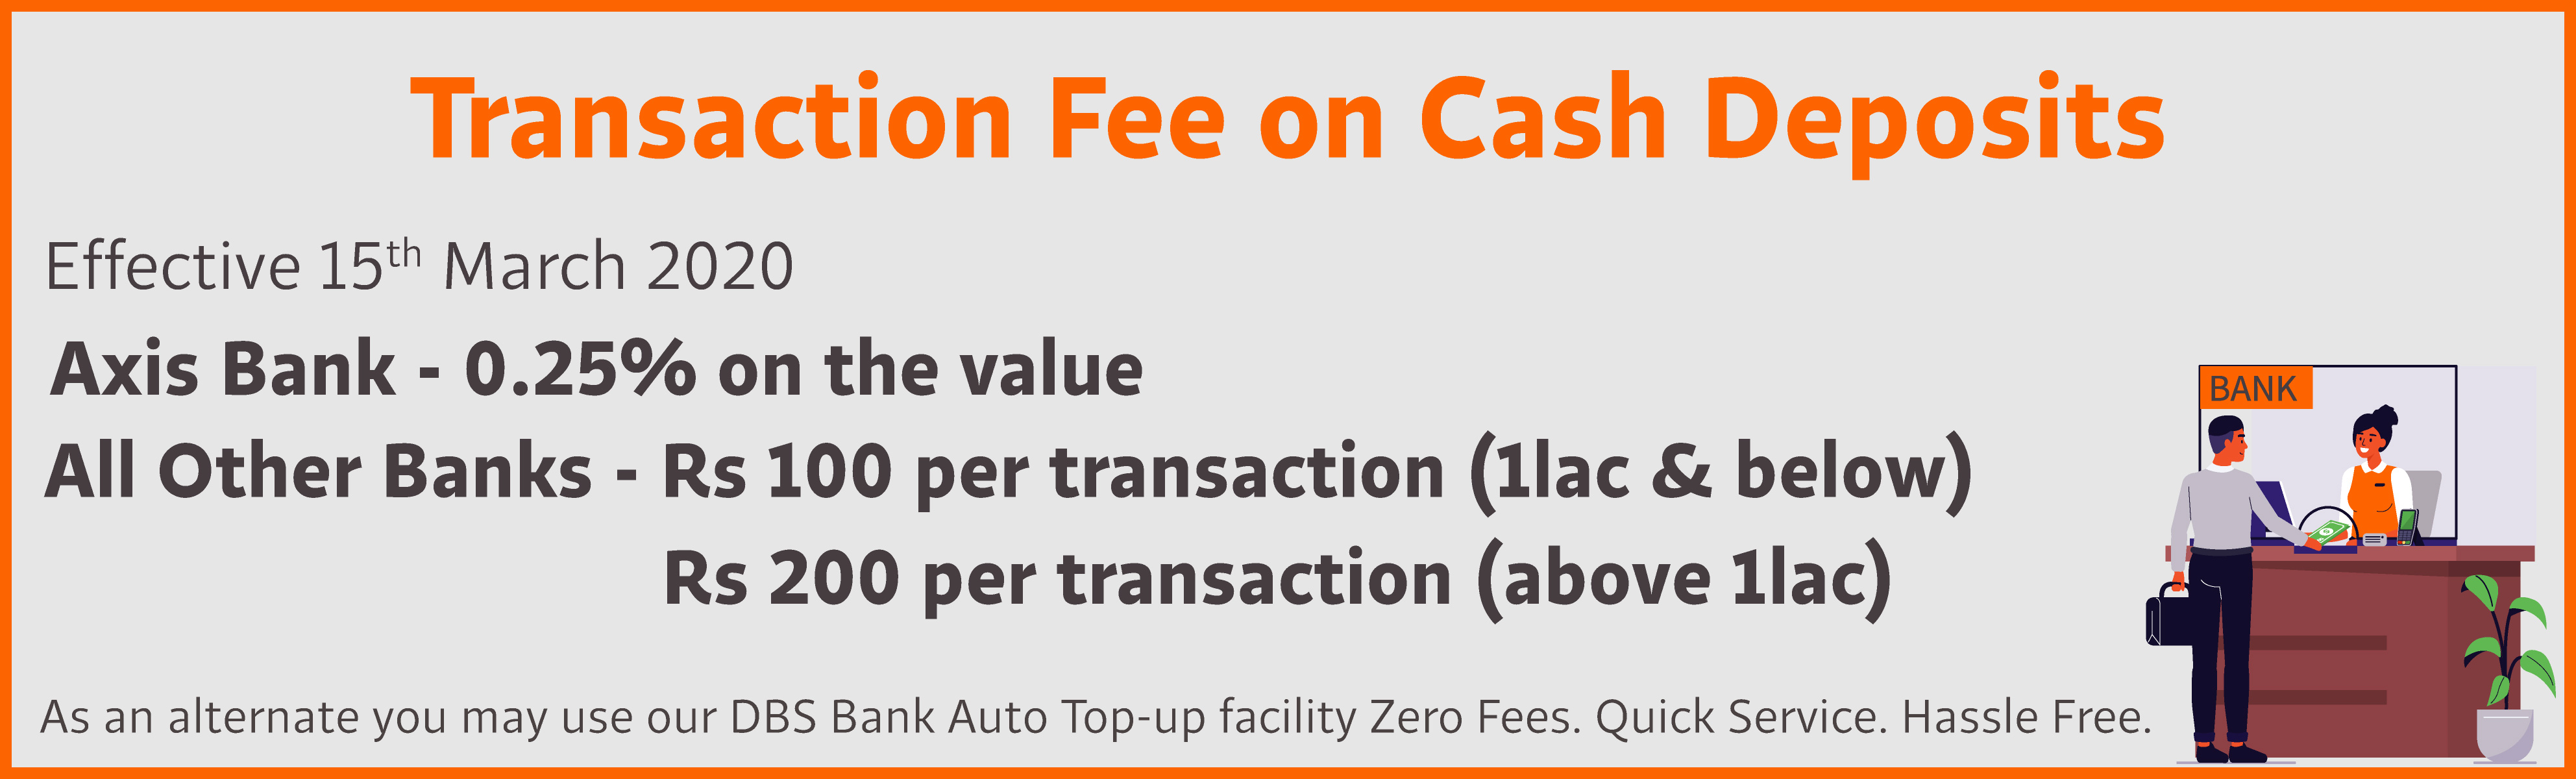 Transaction Fee on Cash Deposits
Effective 15th March 2020
Axis Bank - 0.25% on the value
All Other Banks - Rs 100 per transaction (1lac & below)
Rs 200 per transaction (above 1lac)
BANK
As an alternate you may use our DBS Bank Auto Top-up facility Zero Fees. Quick Service. Hassle Free.